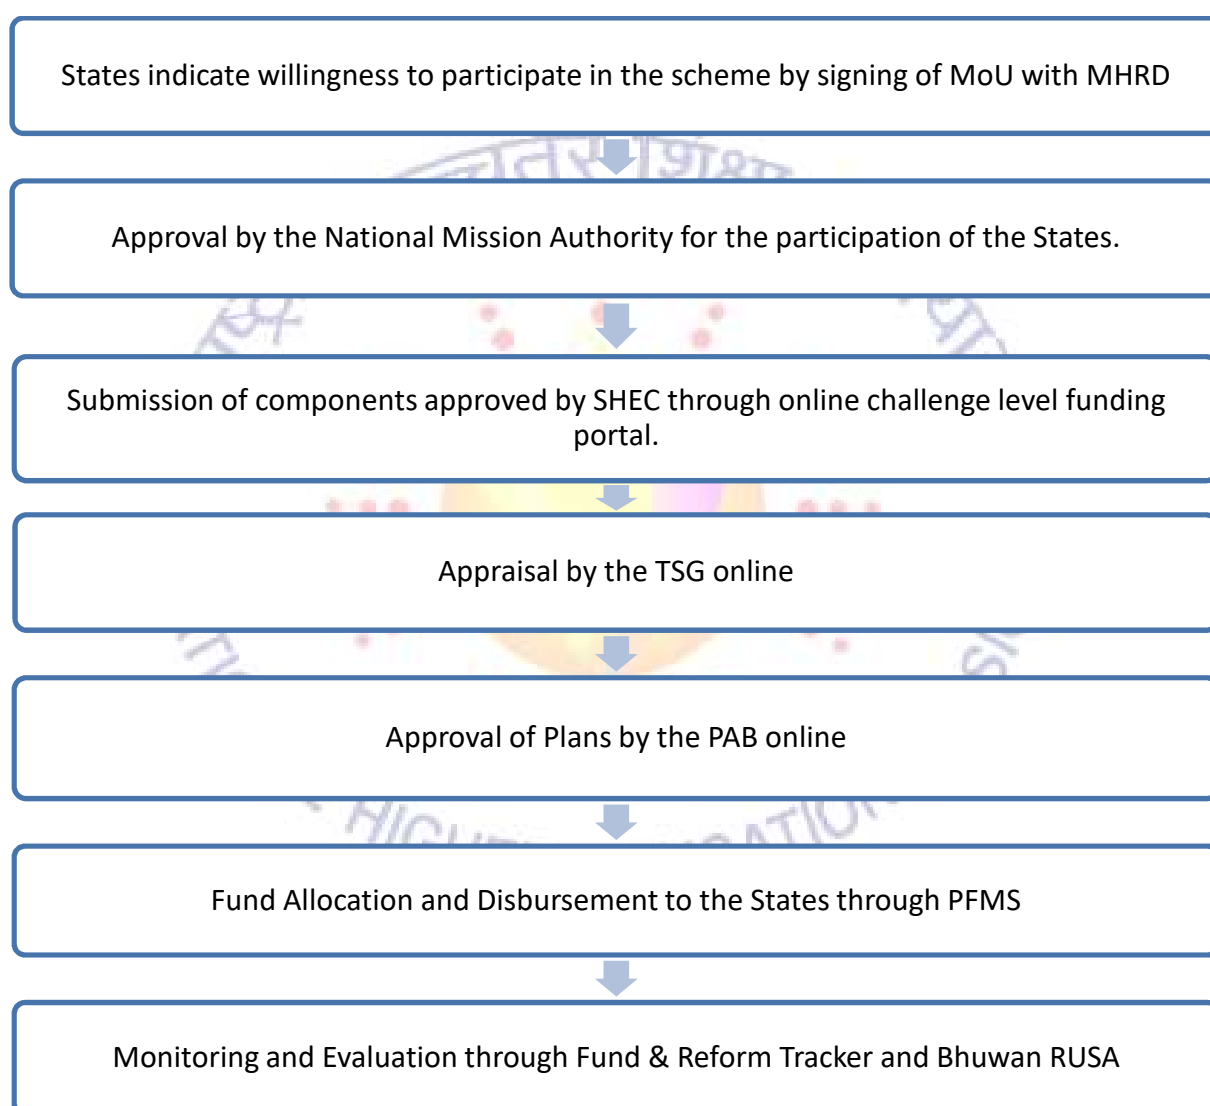 States indicate willingness to participate in the scheme by signing of MoU with MHRD
Approval by the National Mission Authority for the participation of the States.
Submission of components approved by SHEC through online challenge level funding
portal.
Appraisal by the TSG online
Approval of Plans by the PAB online
Fund Allocation and Disbursement to the States through PFMS
Monitoring and Evaluation through Fund & Reform Tracker and Bhuwan RUSA